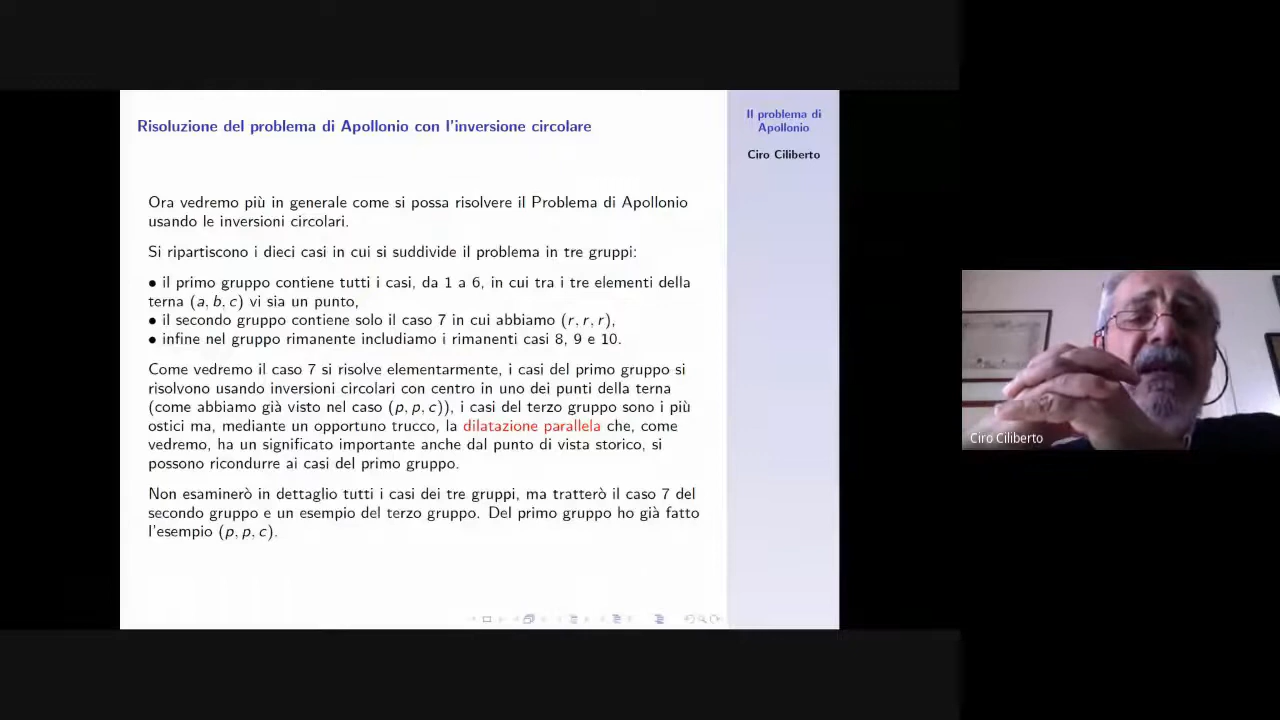 Risoluzione del problema di Apollonio con l'inversione circolare
Il problema di
Apollonio
Ciro Ciliberto
Ora vedremo più in generale come si possa risolvere il Problema di Apollonio
usando le inversioni circolari.
Si ripartiscono i dieci casi in cui si suddivide il problema in tre gruppi:
• il primo gruppo contiene tutti i casi, da 1 a 6, in cui tra i tre elementi della
terna (a, b, c) vi sia un punto,
• il secondo gruppo contiene solo il caso 7 in cui abbiamo (r, r, r),
• infine nel gruppo rimanente includiamo i rimanenti casi 8, 9 e 10.
Come vedremo il caso 7 si risolve elementarmente, i casi del primo gruppo si
risolvono usando inversioni circolari con centro in uno dei punti della terna
(come abbiamo già visto nel caso (p, p, c)), i casi del terzo gruppo sono i più
ostici ma, mediante un opportuno trucco, la dilatazione parallela che, come
vedremo, ha un significato importante anche dal punto di vista storico, si
possono ricondurre ai casi del primo gruppo.
Non esaminerò in dettaglio tutti i casi dei tre gruppi, ma tratterò il caso 7 del
secondo gruppo e un esempio del terzo gruppo. Del primo gruppo ho già fatto
l'esempio (p, p, c).
Ciro Ciliberto